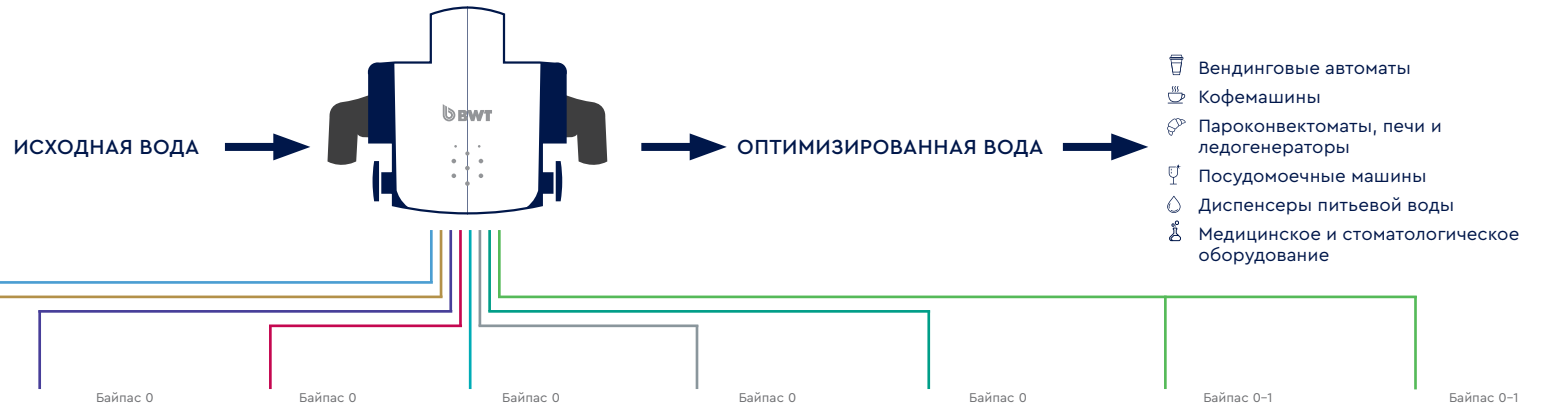 ИСХОДНАЯ ВОДА
BWT
ОПТИМИЗИРОВАННАЯ ВОДА
Вендинговые автоматы
Кофемашины
Пароконвектоматы, печи и
ледогенераторы
Посудомоечные машины
Диспенсеры питьевой воды
Медицинское и стоматологическое
оборудование
Байпас 0
Байпас 0
Байпас 0
Байпас 0
Байпас 0
Байпас 0-1
Байпас 0-1